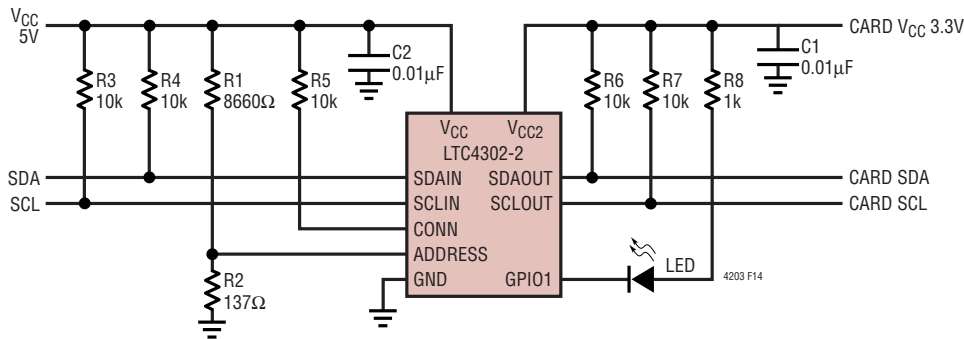 VCC
5V
CARD VCC 3.3V
R3
10k
R4
10k
R1
8660Ω
R5
10k
C2
0.01µF
R6
10k
R7
10k
R8
1k
C1
0.01µF
VCC
VCC2
LTC4302-2
SDA
SDAIN
SDAOUT
CARD SDA
SCL
SCLIN
SCLOUT
CARD SCL
CONN
ADDRESS
GND
GPIO1
LED
4203 F14
R2
137Ω